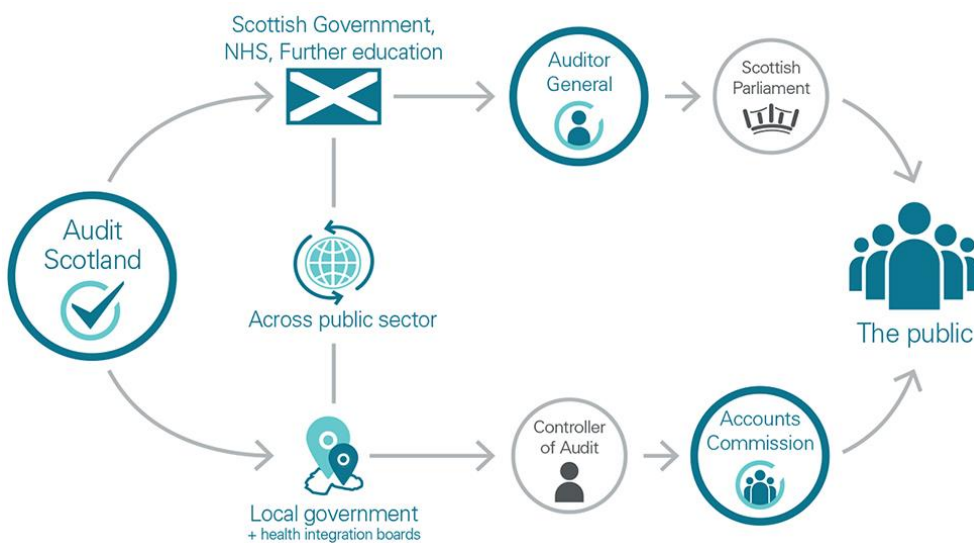 Scottish Government,
NHS, Further education
Auditor
General
Scottish
Parliament
Audit
Scotland
Across public sector
The public
Controller
of Audit
Accounts
Commission
Local government
+ health integration boards